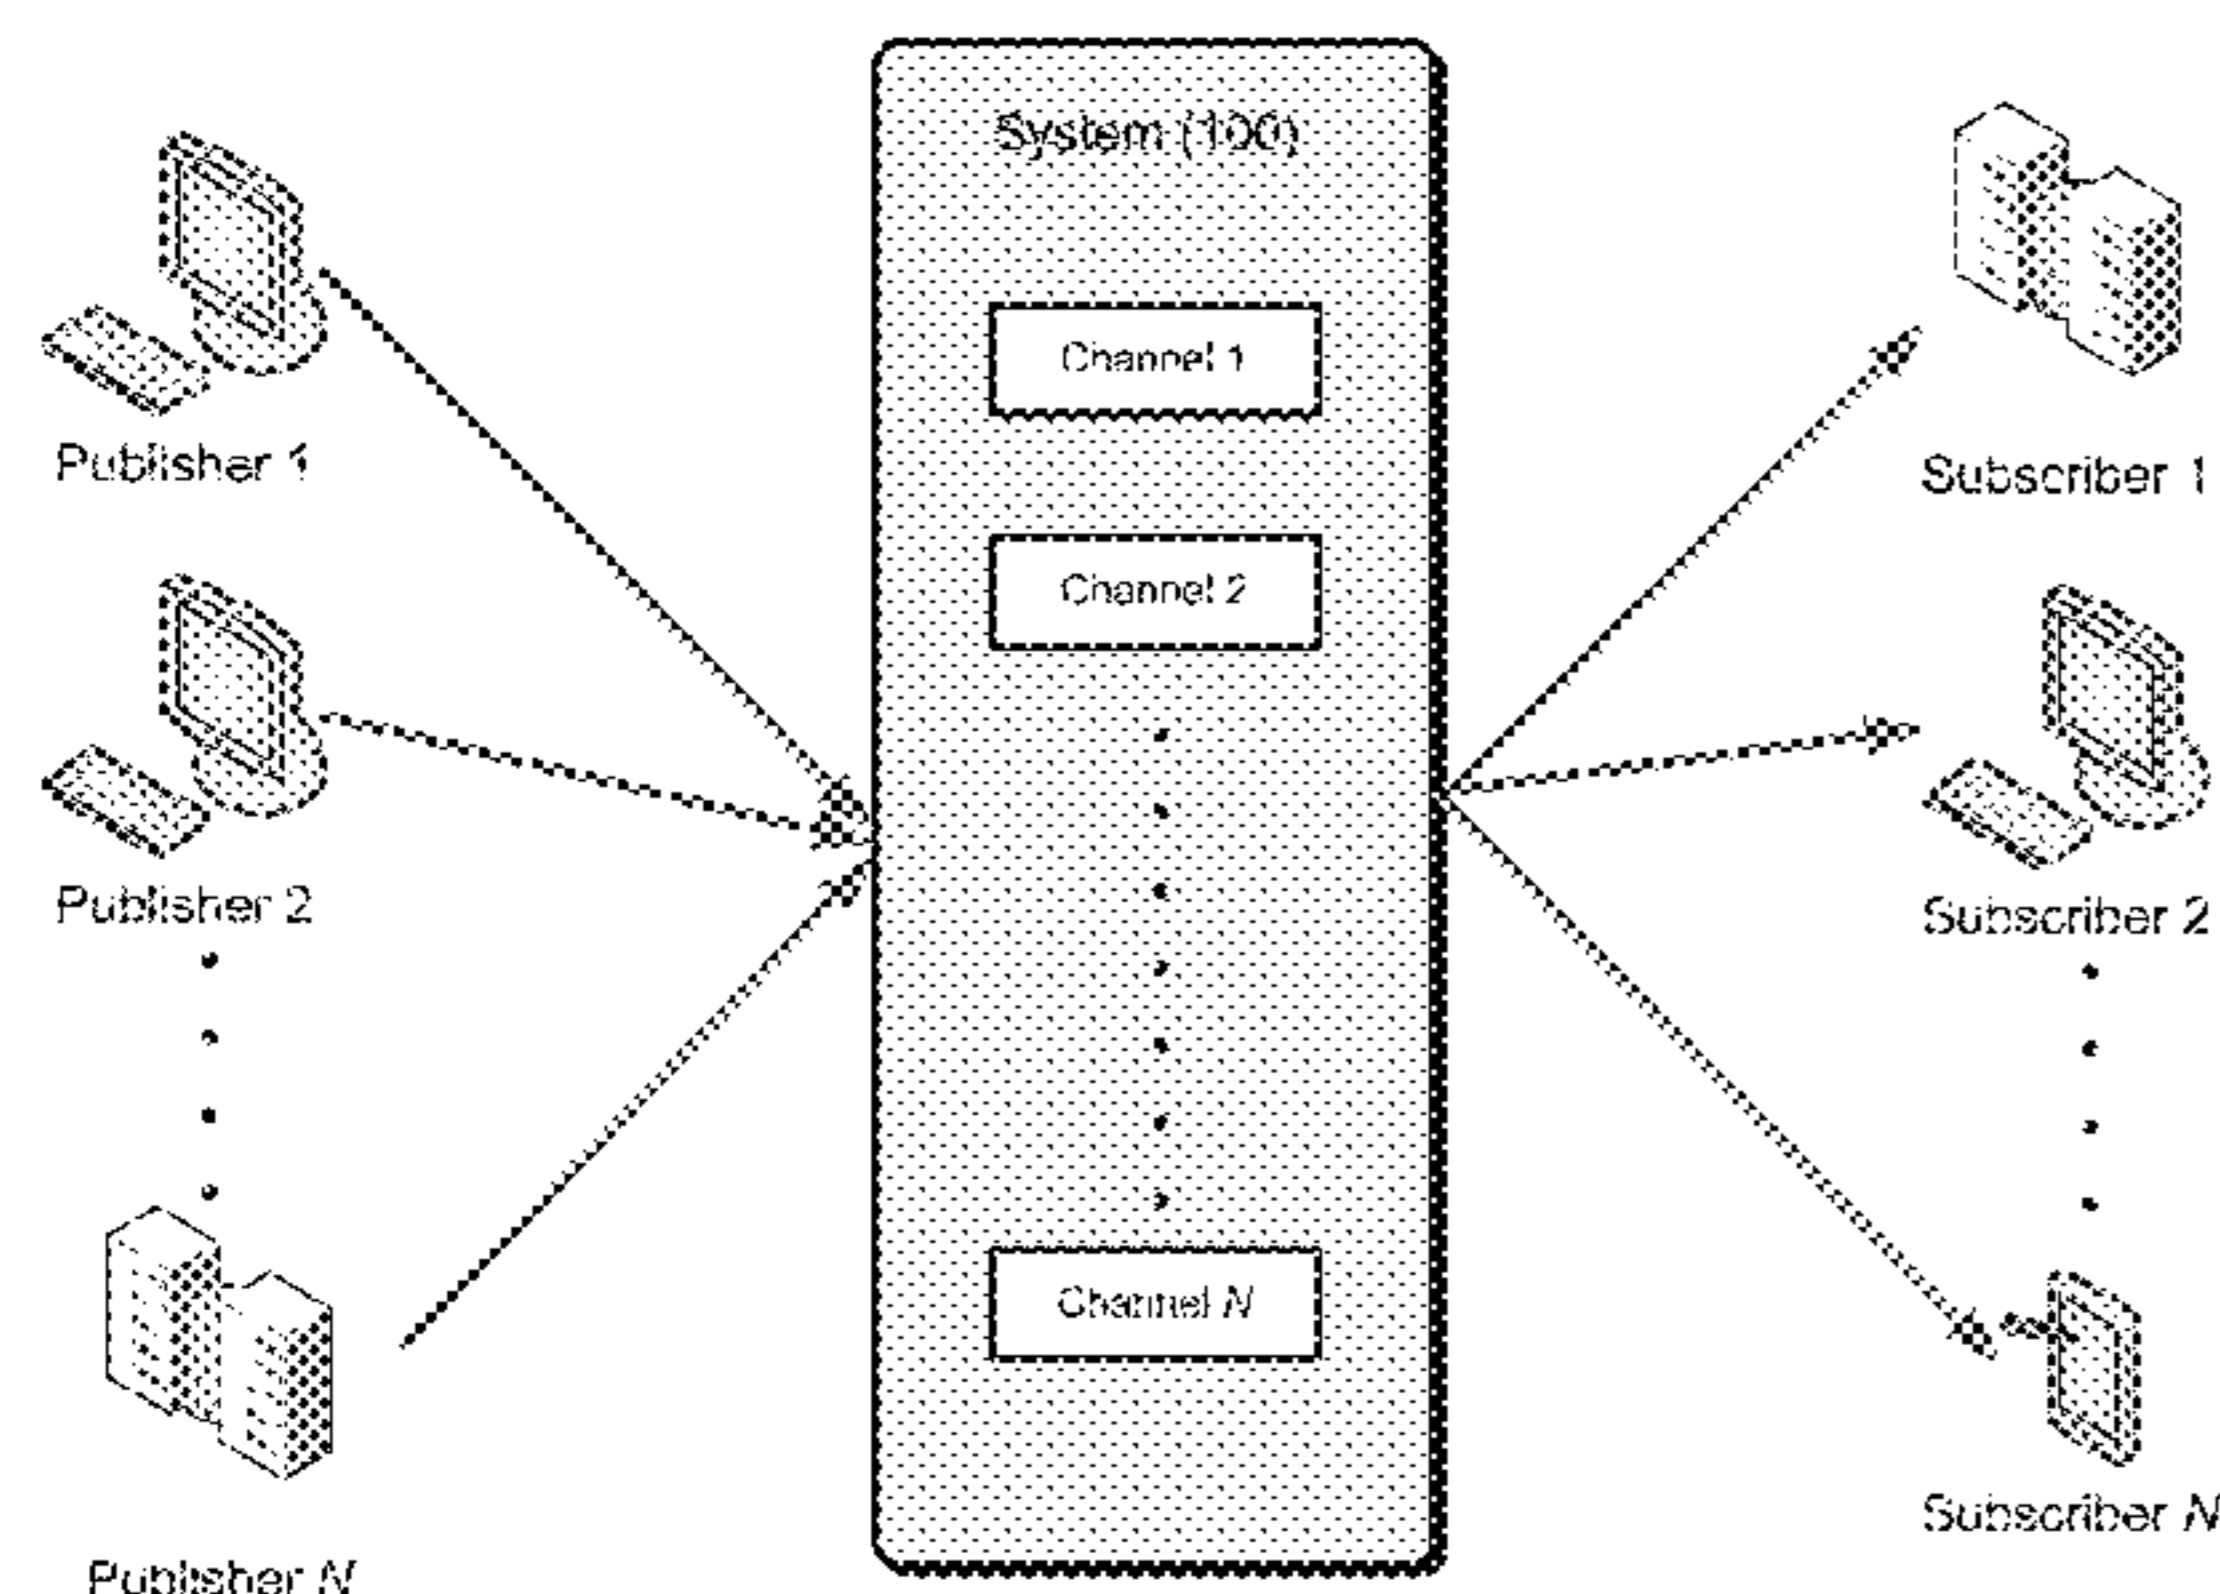 System (100)
Publisher 1
Publisher 2
Publisher N
Channel 1
Channel 2
Channel N
Subscriber 1
Subscriber 2
Subscriber N